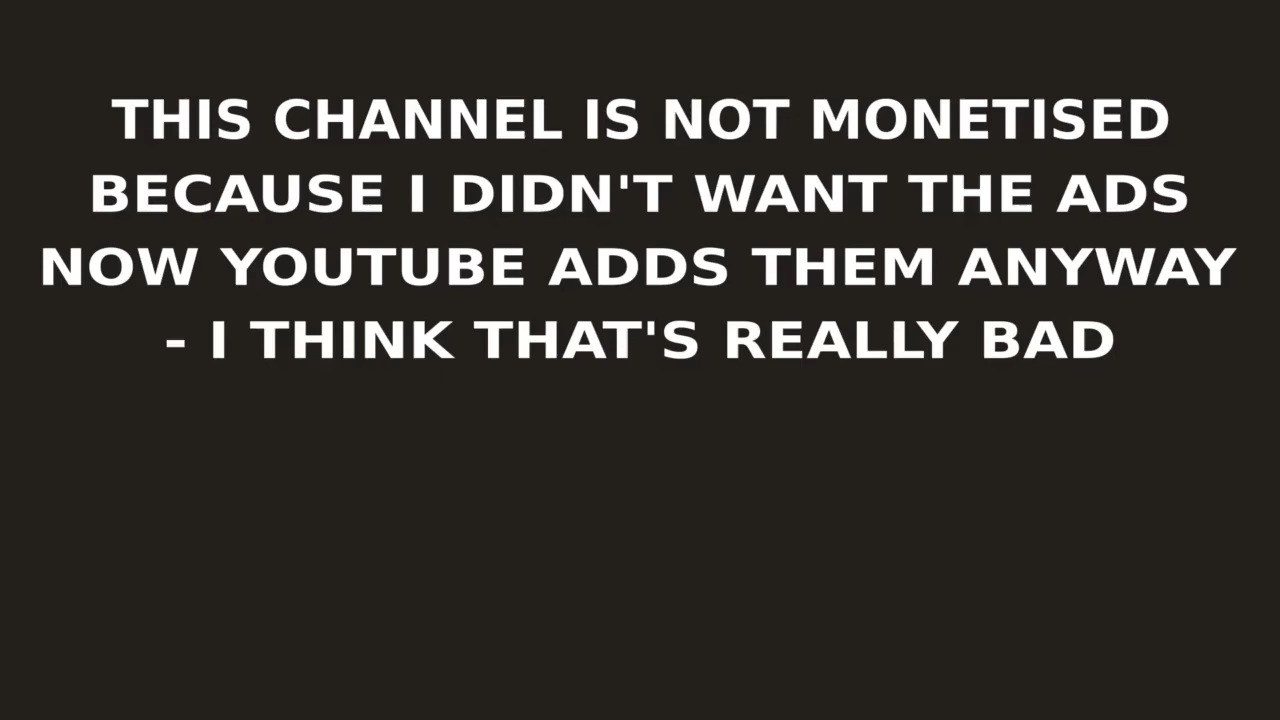 THIS CHANNEL IS NOT MONETISED
BECAUSE I DIDN'T WANT THE ADS
NOW YOUTUBE ADDS THEM ANYWAY
- I THINK THAT'S REALLY BAD